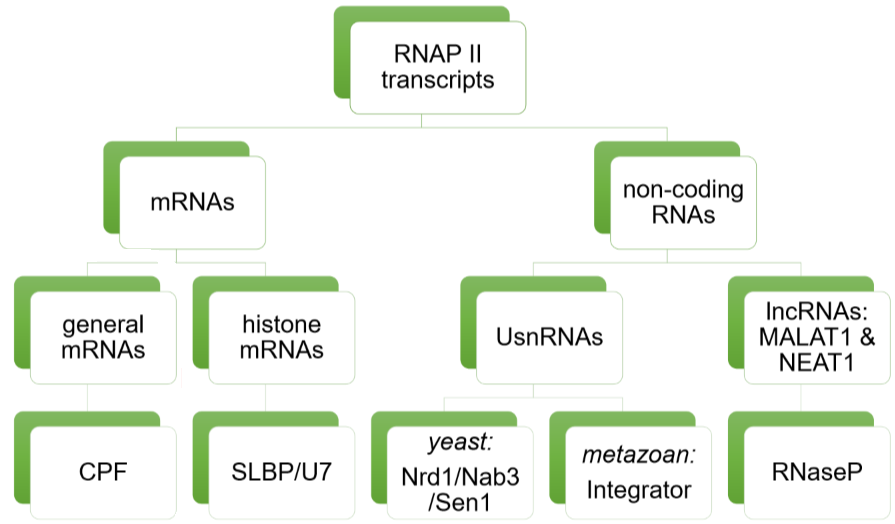 RNAP II
transcripts
mRNAs
non-coding
RNAs
general
mRNAs
histone
mRNAs
UsnRNAs
lncRNAs:
MALAT1 &
NEAT1
CPF
SLBP/U7
yeast:
Nrd1/Nab3
/Sen1
metazoan:
Integrator
RNaseP